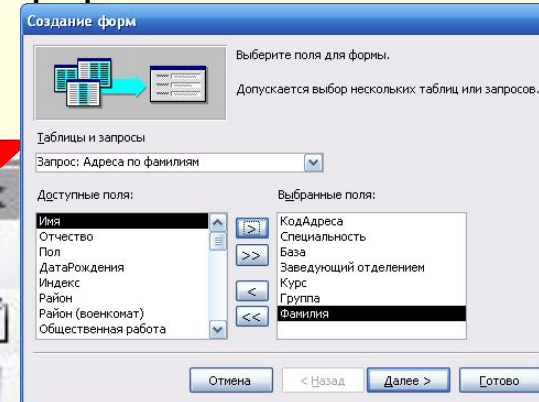 Создание форм
Выберите поля для формы.
Допускается выбор нескольких таблиц или запросов.
Таблицы и запросы
Запрос: Адреса по фамилиям
Доступные поля:
Имя
Отчество
Пол
ДатаРождения
Индекс
Район
Район (военкомат)
Общественная работа
>
>>
<
<<
Выбранные поля:
КодАдреса
Специальность
База
Заведующий отделением
Курс
Группа
Фамилия
Отмена
< Назад
Далее >
Готово